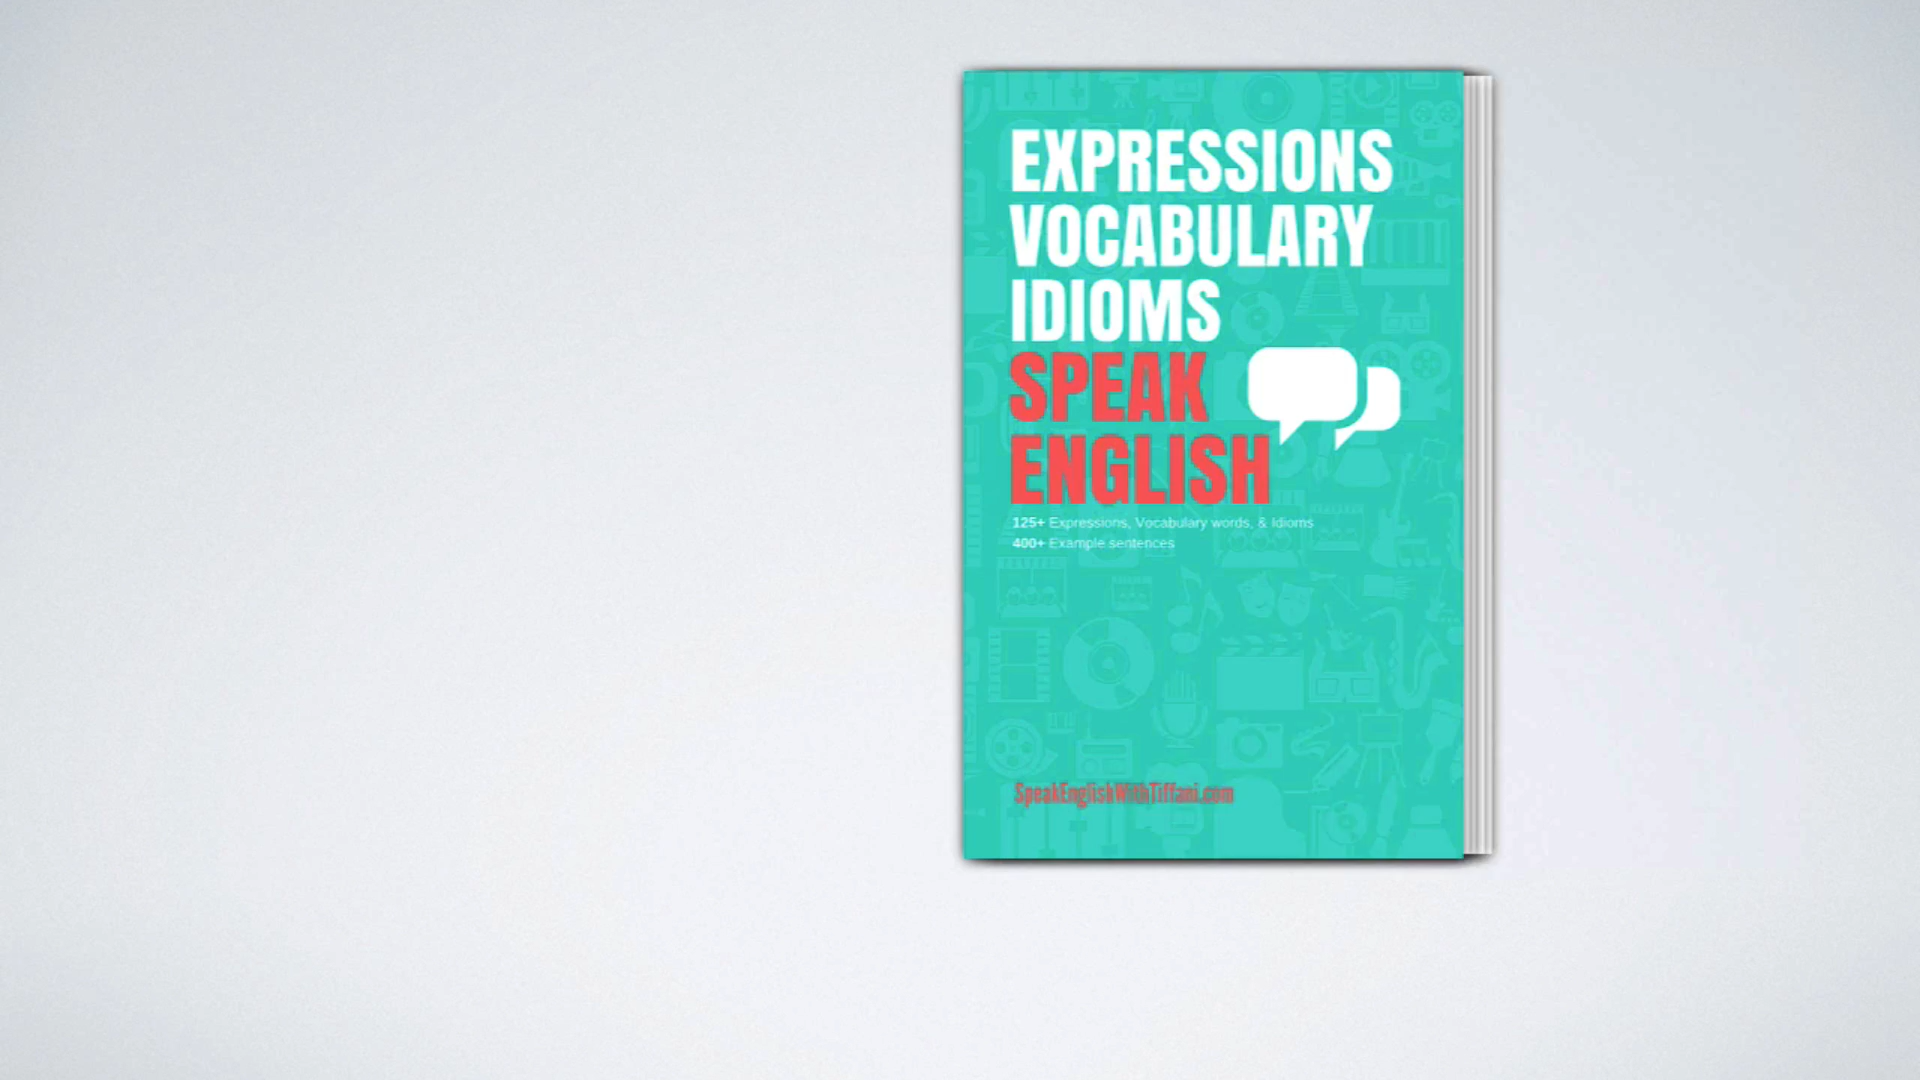 EXPRESSIONS
VOCABULARY
IDIOMS
SPEAK
ENGLISH
125+ Expressions, Vocabulary words, & Idioms
400+ Example sentences
SpeakEnglishWithTiffani.com